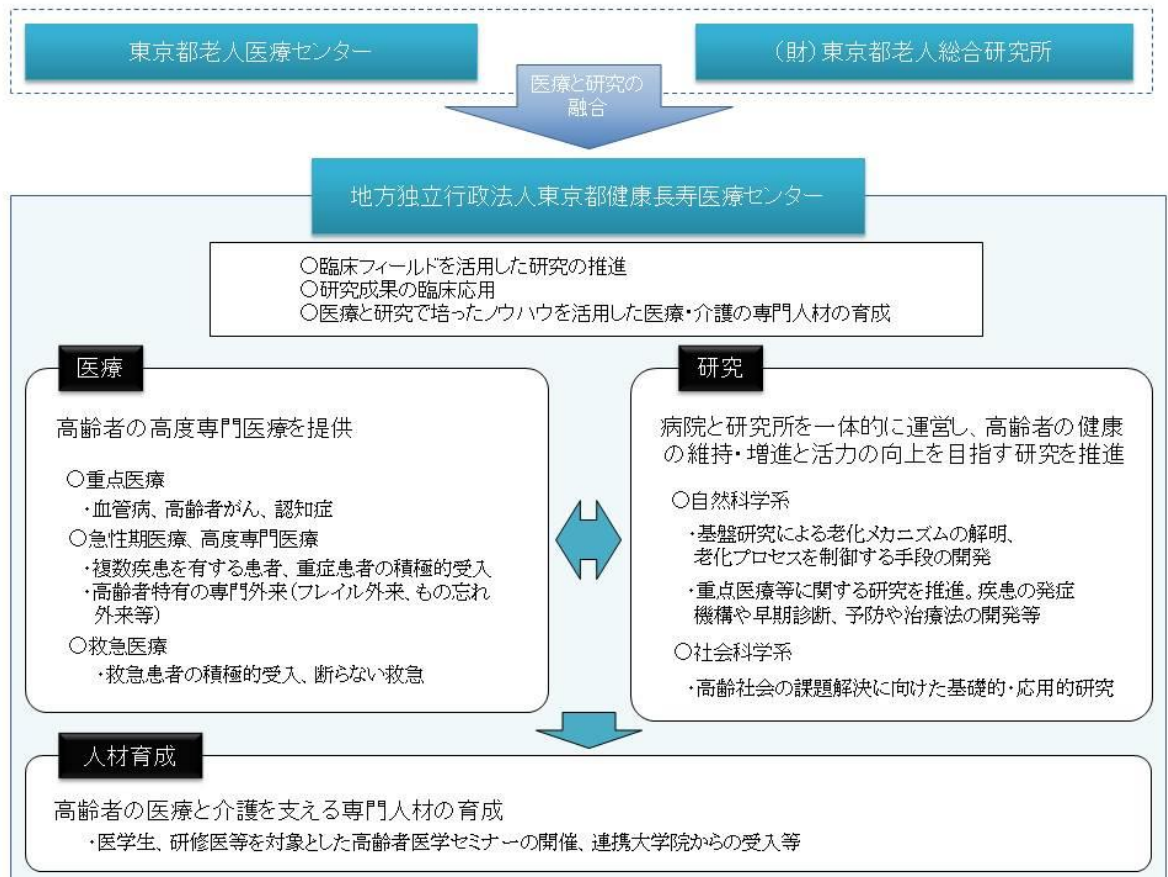 東京都老人医療センター
(財)東京都老人総合研究所
医療と研究の
融合
地方独立行政法人東京都健康長寿医療センター
○臨床フィールドを活用した研究の推進
○研究成果の臨床応用
○医療と研究で培ったノウハウを活用した医療・介護の専門人材の育成
医療
高齢者の高度専門医療を提供
○重点医療
・血管病、高齢者がん、認知症
○急性期医療、高度専門医療
・複数疾患を有する患者、重症患者の積極的受入
・高齢者特有の専門外来(フレイル外来、もの忘れ
外来等)
○救急医療
・救急患者の積極的受入、断らない救急
研究
病院と研究所を一体的に運営し、高齢者の健康
の維持・増進と活力の向上を目指す研究を推進
○自然科学系
・基盤研究による老化メカニズムの解明、
老化プロセスを制御する手段の開発
・重点医療等に関する研究を推進。疾患の発症
機構や早期診断、予防や治療法の開発等
○社会科学系
・高齢社会の課題解決に向けた基礎的・応用的研究
人材育成
高齢者の医療と介護を支える専門人材の育成
・医学生、研修医等を対象とした高齢者医学セミナーの開催、連携大学院からの受入等